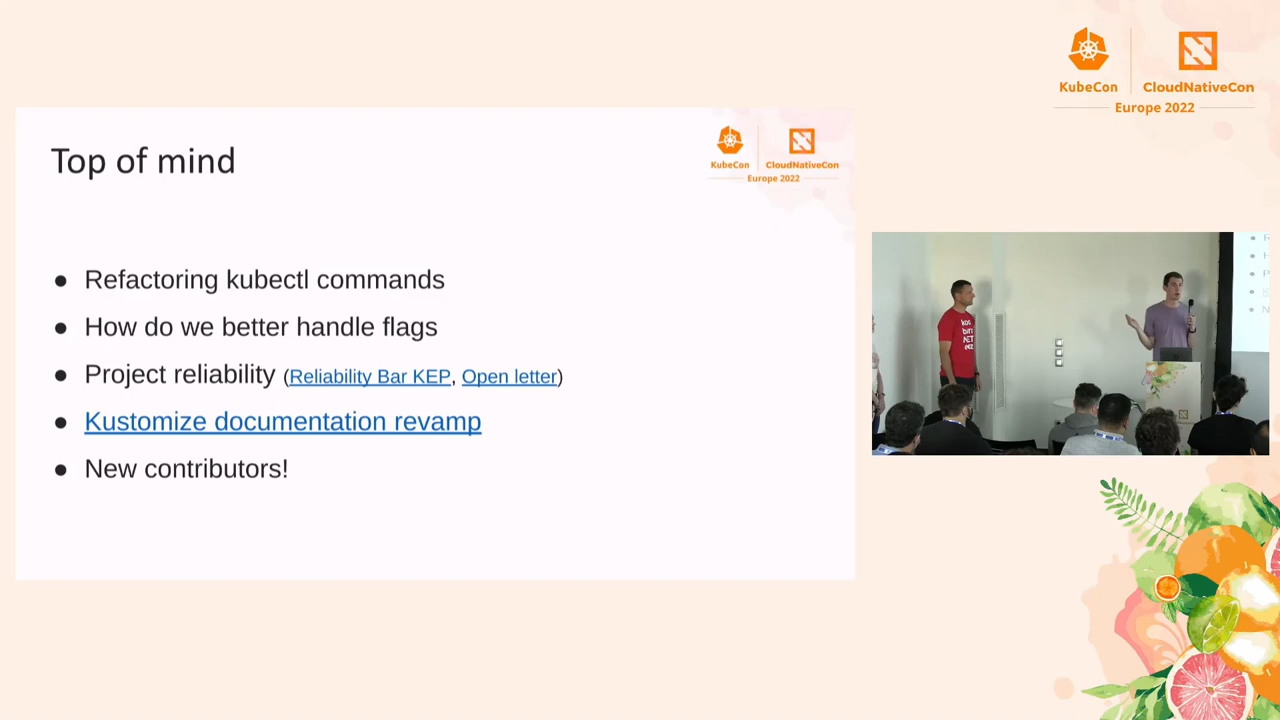 KubeCon
CloudNativeCon
Europe 2022
Top of mind
KubeCon
CloudNativeCon
Europe 2022
● Refactoring kubectl commands
● How do we better handle flags
● Project reliability (Reliability Bar KEP, Open letter)
● Kustomize documentation revamp
● New contributors!